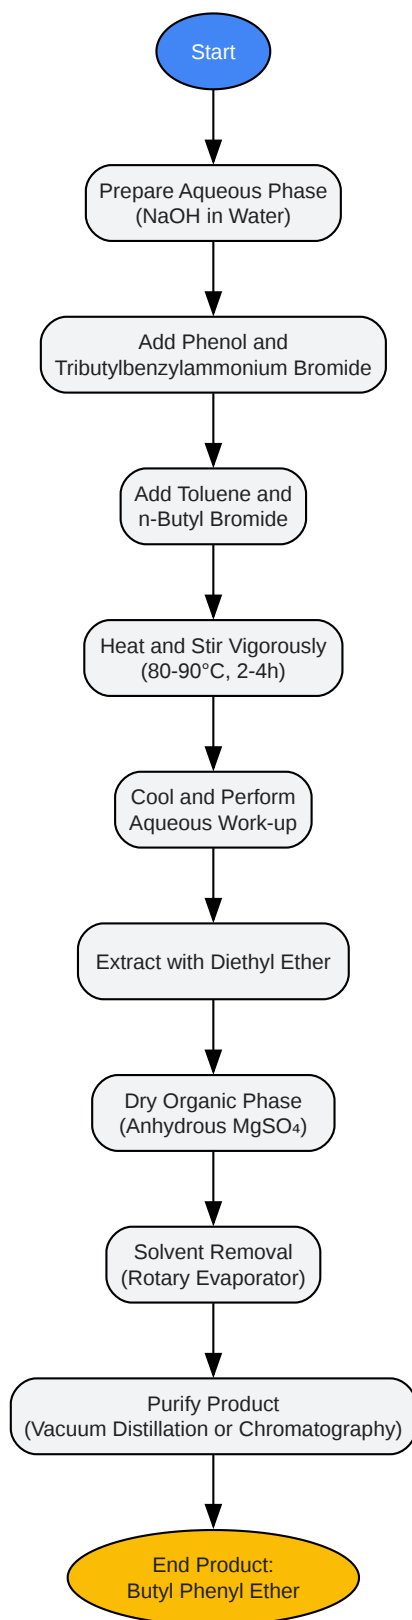 Start
Prepare Aqueous Phase
(NaOH in Water)
Add Phenol and
Tributylbenzylammonium Bromide
Add Toluene and
n-Butyl Bromide
Heat and Stir Vigorously
(80-90°C, 2-4h)
Cool and Perform
Aqueous Work-up
Extract with Diethyl Ether
Dry Organic Phase
(Anhydrous MgSO₄)
Solvent Removal
(Rotary Evaporator)
Purify Product
(Vacuum Distillation or Chromatography)
End Product:
Butyl Phenyl Ether